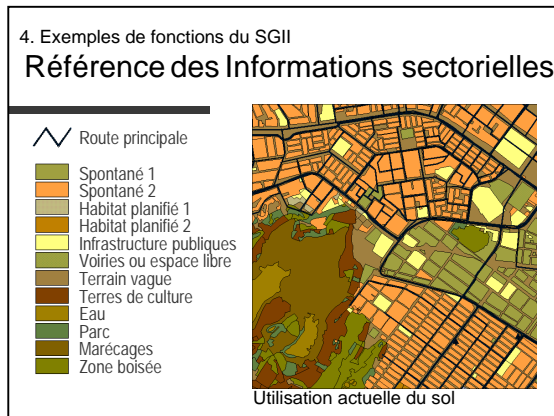 4. Exemples de fonctions du SGII
Référence des Informations sectorielles
Route principale
Spontané 1
Spontané 2
Habitat planifié 1
Habitat planifié 2
Infrastructure publiques
Voiries ou espace libre
Terrain vague
Terres de culture
Eau
Parc
Marécages
Zone boisée
Utilisation actuelle du sol